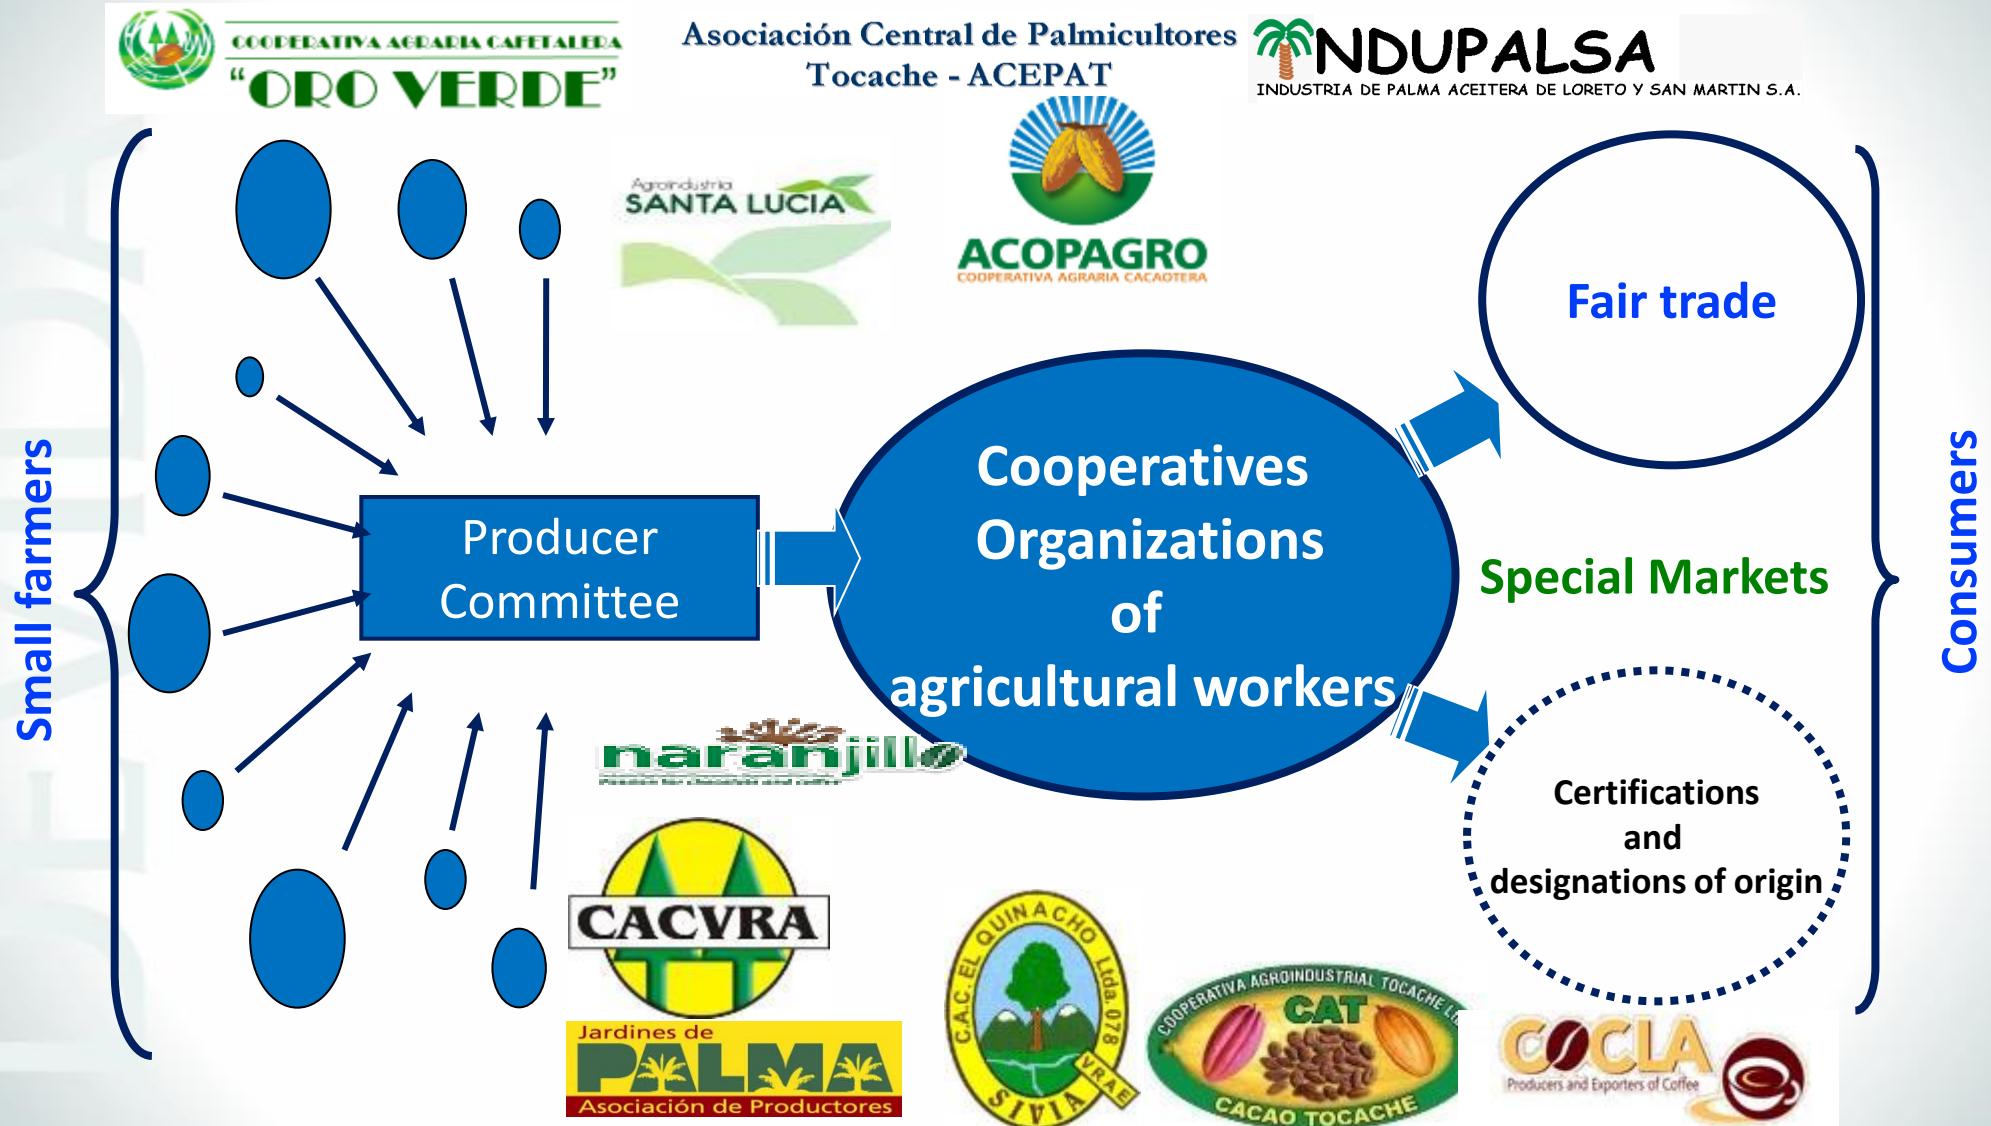 COOPERATIVA AGRARIA CAFETALERA
"ORO VERDE"
Asociación Central de Palmicultores
Tocache - ACEPAT
INDUPALSA
INDUSTRIA DE PALMA ACEITERA DE LORETO Y SAN MARTIN S.A.
Agroindustria
SANTA LUCIA
ACOPAGRO
COOPERATIVA AGRARIA CACAOTERA
Small farmers
Producer
Committee
Cooperatives
Organizations
of
agricultural workers
Fair trade
Special Markets
Certifications
and
designations of origin
Consumers
naranjillo
CACVRA
Jardines de
PALMA
Asociación de Productores
C.A.C. EL QUINACHO Ltda. 078
SIVIA
VRAE
COOPERATIVA AGROINDUSTRIAL TOCACHE
CAT
CACAO TOCACHE
COCLA
Producers and Exporters of Coffee